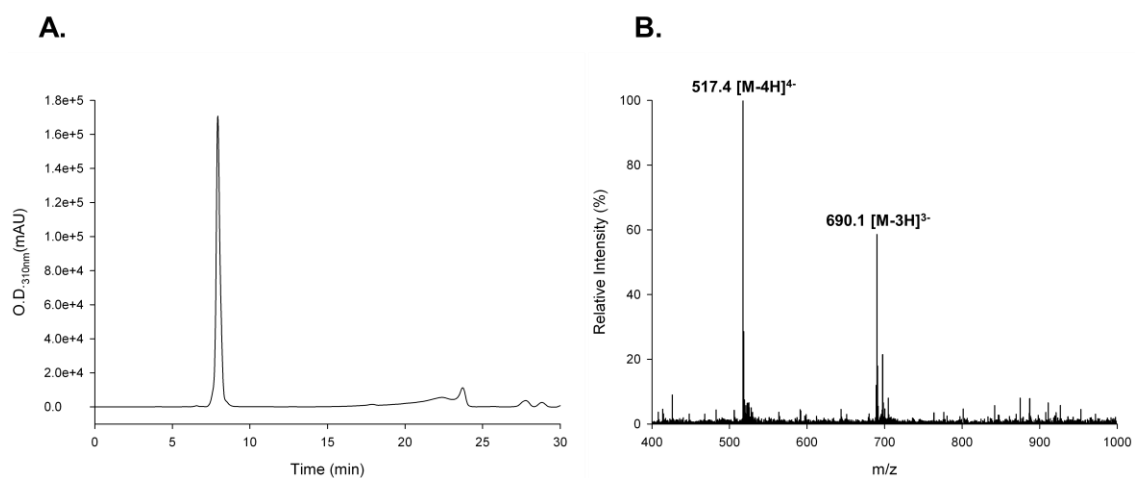 A.
B.
O.D.310nm(mAU)
1.8e+5
1.6e+5
1.4e+5
1.2e+5
1.0e+5
8.0e+4
6.0e+4
4.0e+4
2.0e+4
0.0
0 5 10 15 20 25 30
Time (min)
517.4 [M-4H]4-
690.1 [M-3H]3-
Relative Intensity (%)
100
80
60
40
20
0
400 500 600 700 800 900 1000
m/z